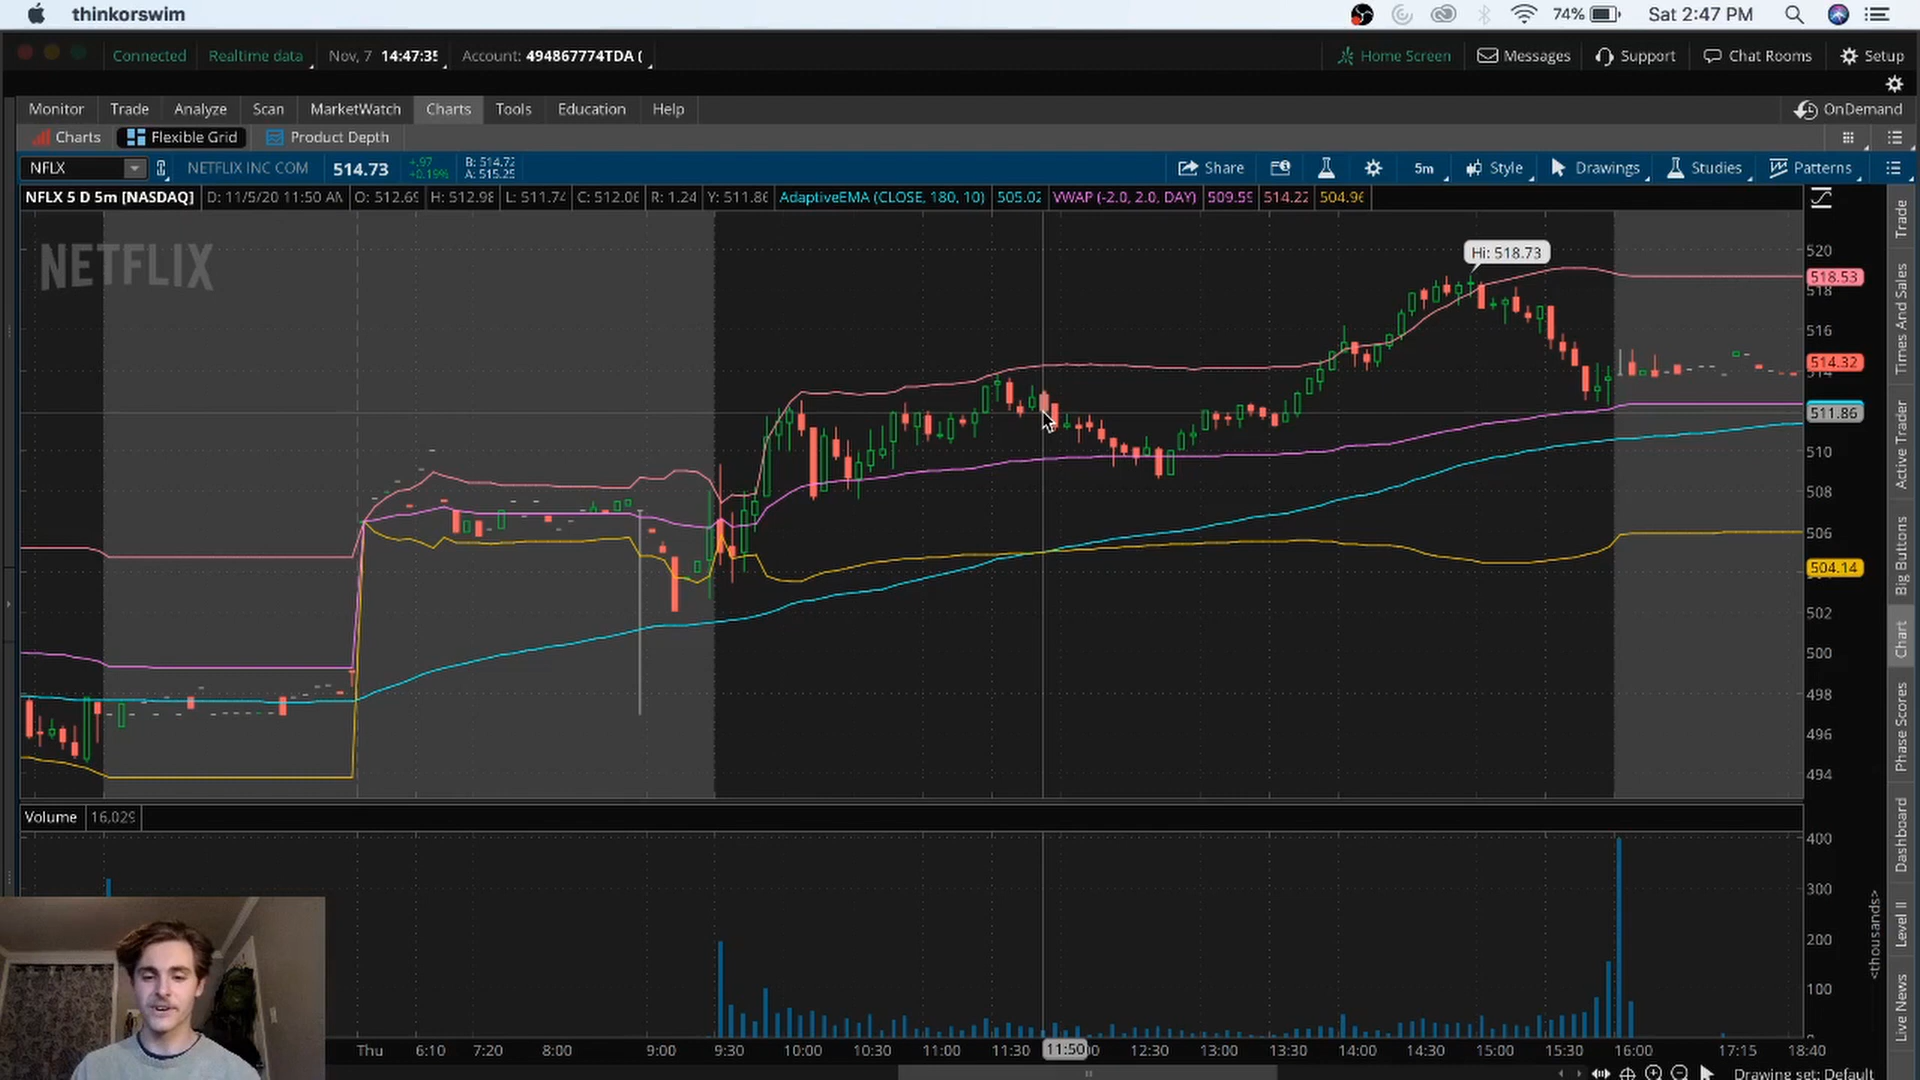 thinkorswim 74% Sat 2:47 PM
Connected Realtime data Nov, 7 14:47:35 Account: 494867774TDA ( Home Screen Messages Support Chat Rooms Setup
Monitor Trade Analyze Scan MarketWatch Charts Tools Education Help OnDemand
Charts Flexible Grid Product Depth
NFLX NETFLIX INC COM 514.73 +.97 +0.19% B: 514.72 A: 515.25 Share 5m Style Drawings Studies Patterns
NFLX 5 D 5m [NASDAQ] D: 11/5/20 11:50 AM O: 512.69 H: 512.98 L: 511.74 C: 512.06 R: 1.24 Y: 511.86 AdaptiveEMA (CLOSE, 180, 10) 505.02 VWAP (-2.0, 2.0, DAY) 509.59 514.22 504.96
NETFLIX
Hi: 518.73
520
518.53
518
516
514.32
514
511.86
510
508
506
504.14
502
500
498
496
494
Volume 16,029
400
300
200
100
<thousands>
Thu 6:10 7:20 8:00 9:00 9:30 10:00 10:30 11:00 11:30 11:50 12:30 13:00 13:30 14:00 14:30 15:00 15:30 16:00 17:15 18:40
Drawing set: Default
Trade
Times And Sales
Active Trader
Big Buttons
Chart
Phase Scores
Dashboard
Level II
Live News